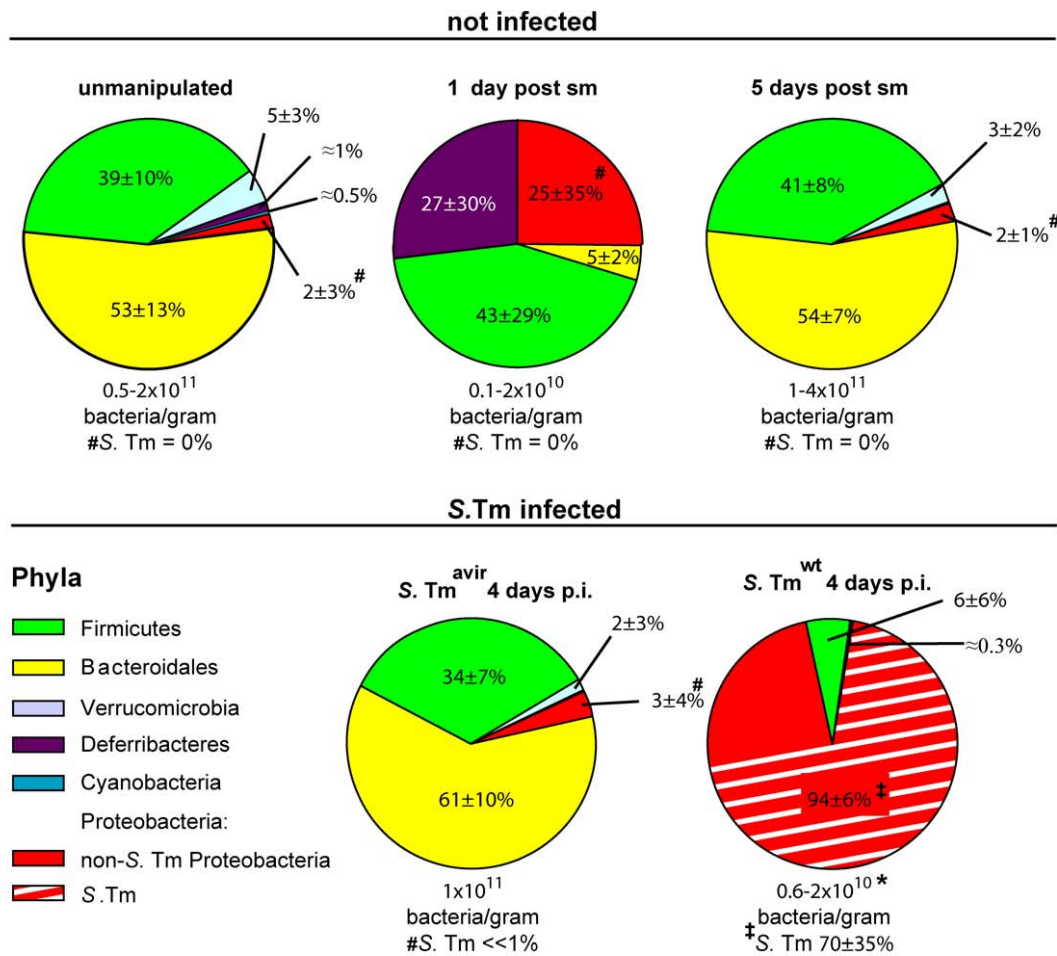 not infected
unmanipulated
1 day post sm
5 days post sm
39±10%
5±3%
≈1%
≈0.5%
2±3%#
53±13%
0.5-2x10^11
bacteria/gram
#S. Tm = 0%
27±30%
25±35%#
5±2%
43±29%
0.1-2x10^10
bacteria/gram
#S. Tm = 0%
41±8%
3±2%
2±1%#
54±7%
1-4x10^11
bacteria/gram
#S. Tm = 0%
S.Tm infected
Phyla
Firmicutes
Bacteroidales
Verrucomicrobia
Deferribacteres
Cyanobacteria
Proteobacteria:
non-S. Tm Proteobacteria
S.Tm
S. Tm^avir 4 days p.i.
34±7%
2±3%
3±4%#
61±10%
1x10^11
bacteria/gram
#S. Tm <<1%
S. Tm^wt 4 days p.i.
6±6%
≈0.3%
94±6%‡
0.6-2x10^10*
bacteria/gram
‡S. Tm 70±35%